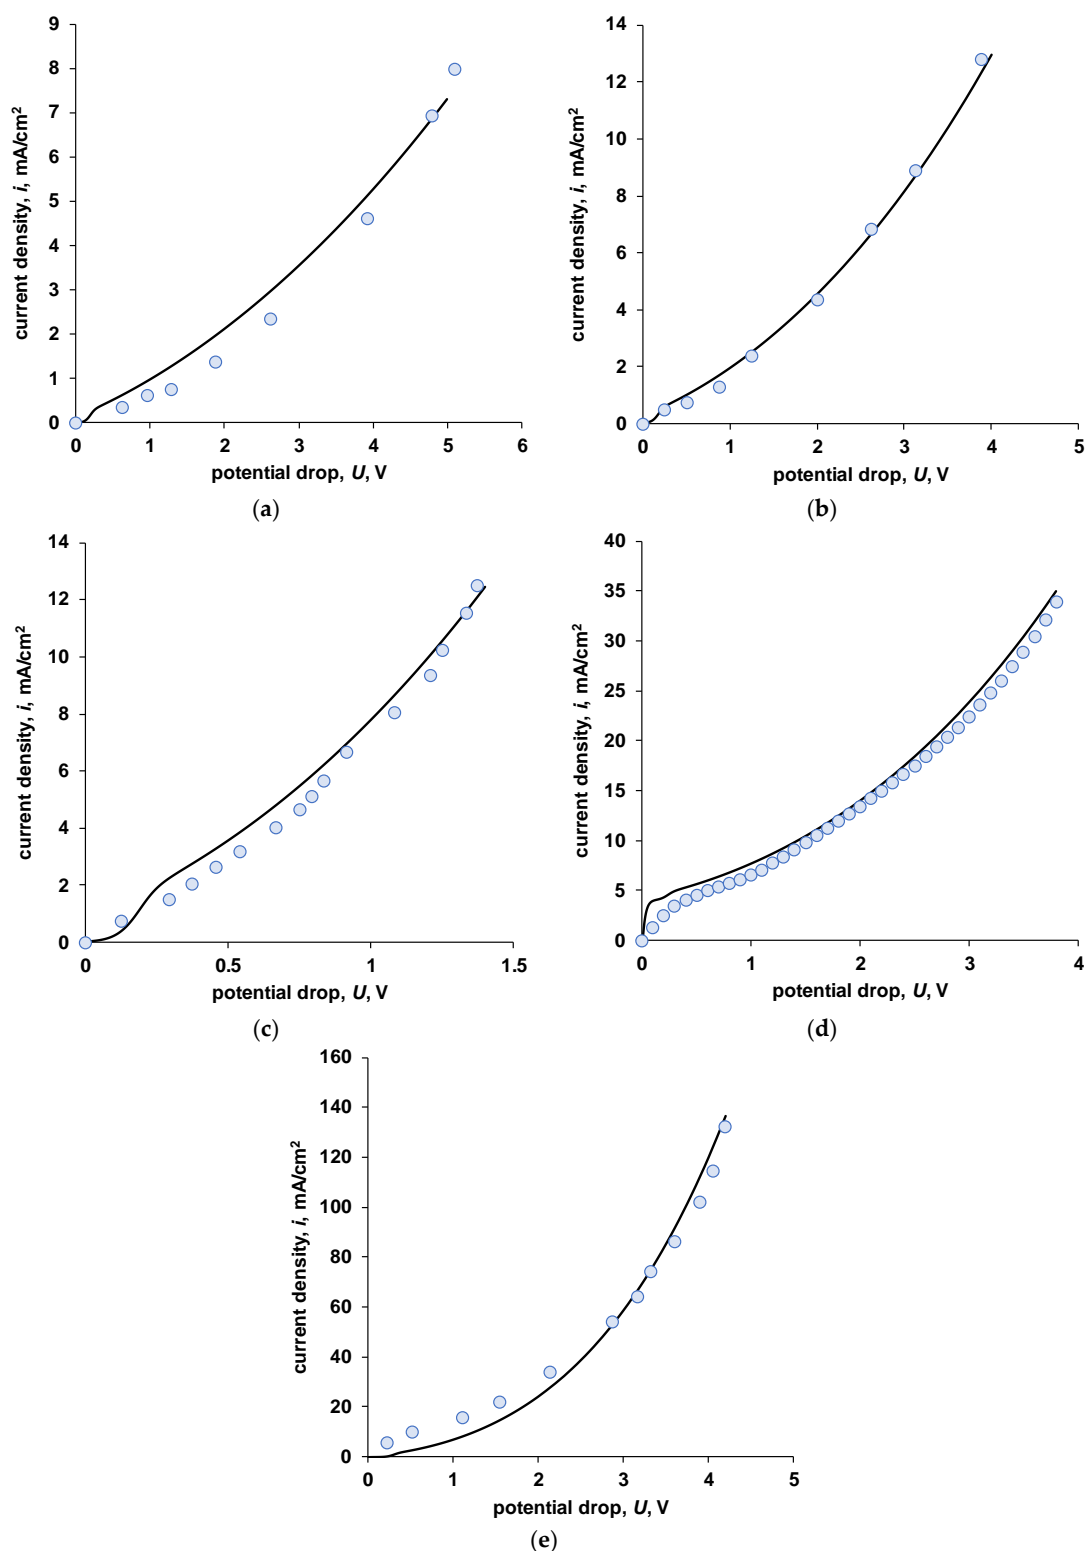 9
8
7
6
5
4
3
2
1
0
current density, i, mA/cm²
0 1 2 3 4 5 6
potential drop, U, V
(a)
14
12
10
8
6
4
2
0
current density, i, mA/cm²
0 1 2 3 4 5
potential drop, U, V
(b)
14
12
10
8
6
4
2
0
current density, i, mA/cm²
0 0.5 1 1.5
potential drop, U, V
(c)
40
35
30
25
20
15
10
5
0
current density, i, mA/cm²
0 1 2 3 4
potential drop, U, V
(d)
160
140
120
100
80
60
40
20
0
current density, i, mA/cm²
0 1 2 3 4 5
potential drop, U, V
(e)